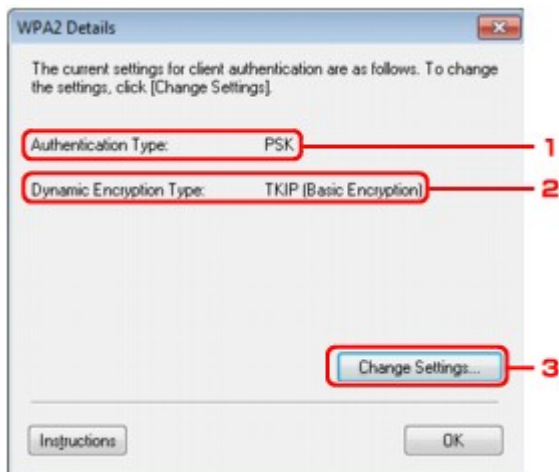 WPA2 Details
The current settings for client authentication are as follows. To change
the settings, click [Change Settings].
Authentication Type: PSK
1
Dynamic Encryption Type: TKIP (Basic Encryption)
2
Change Settings...
3
Instructions
OK